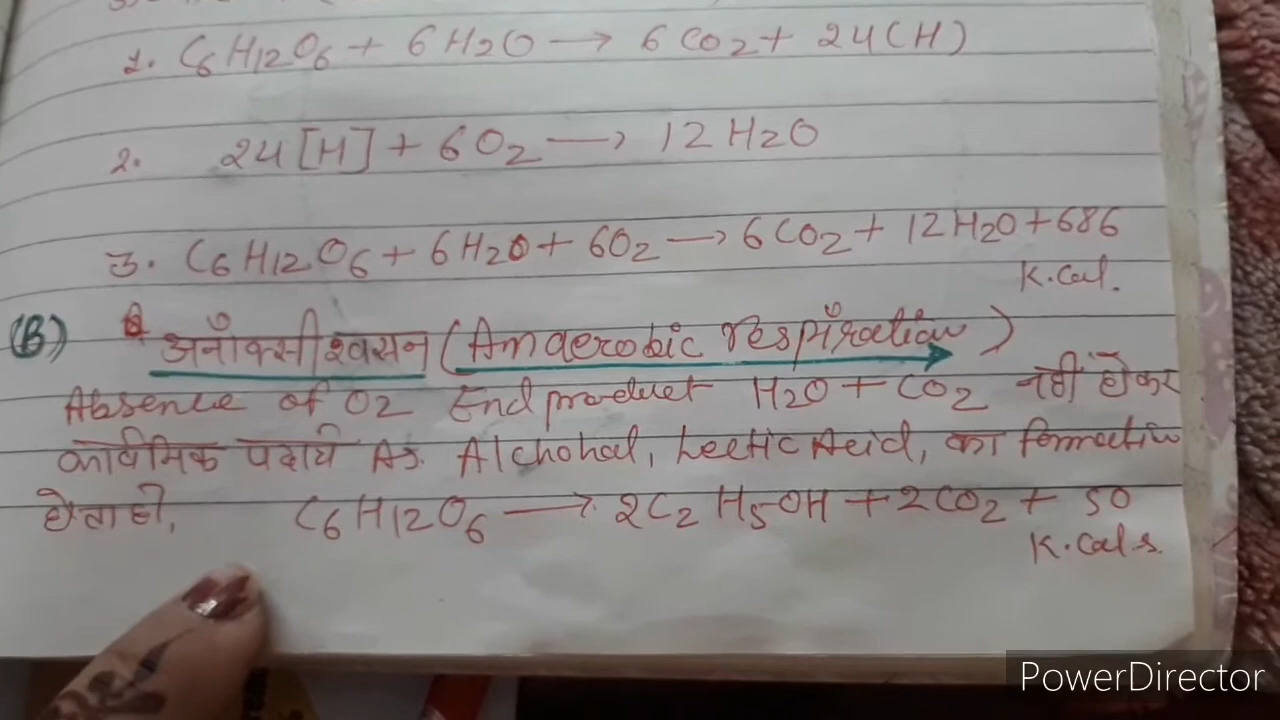 1. C6H12O6 + 6H2O → 6CO2 + 24(H)
2. 24[H] + 6O2 → 12H2O
3. C6H12O6 + 6H2O + 6O2 → 6CO2 + 12H2O + 686
K.Cal.
(B) अनॉक्सी श्वसन (Anaerobic respiration)
Absence of O2 End product H2O + CO2 नही होकर
कार्वमिक पदार्थ As. Alchohal, Lectic Acid, का formation
होता है, C6H12O6 → 2C2H5OH + 2CO2 + 50
K.Cal.s.
PowerDirector